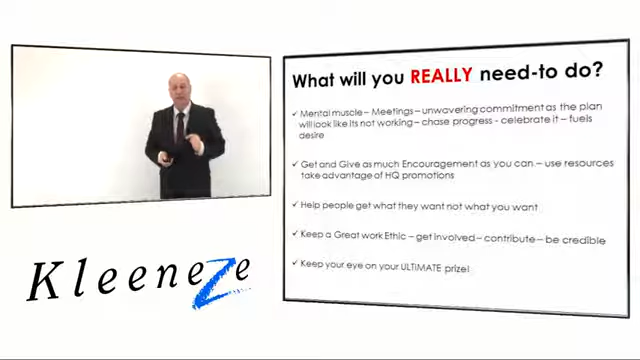 What will you REALLY need-to do?
✓ Mental muscle – Meetings – unwavering commitment as the plan
will look like Its not working – chase progress - celebrate it – fuels
desire
✓ Get and Give as much Encouragement as you can – use resources
take advantage of HQ promotions
✓ Help people get what they want not what you want
✓ Keep a Great work Ethic – get involved – contribute – be credible
✓ Keep your eye on your ULTIMATE prize!
Kleeneze